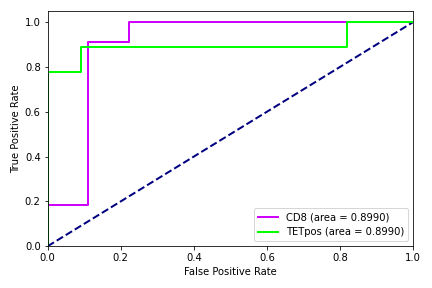 1.0
0.8
0.6
0.4
0.2
0.0
True Positive Rate
CD8 (area = 0.8990)
TETpos (area = 0.8990)
0.0 0.2 0.4 0.6 0.8 1.0
False Positive Rate